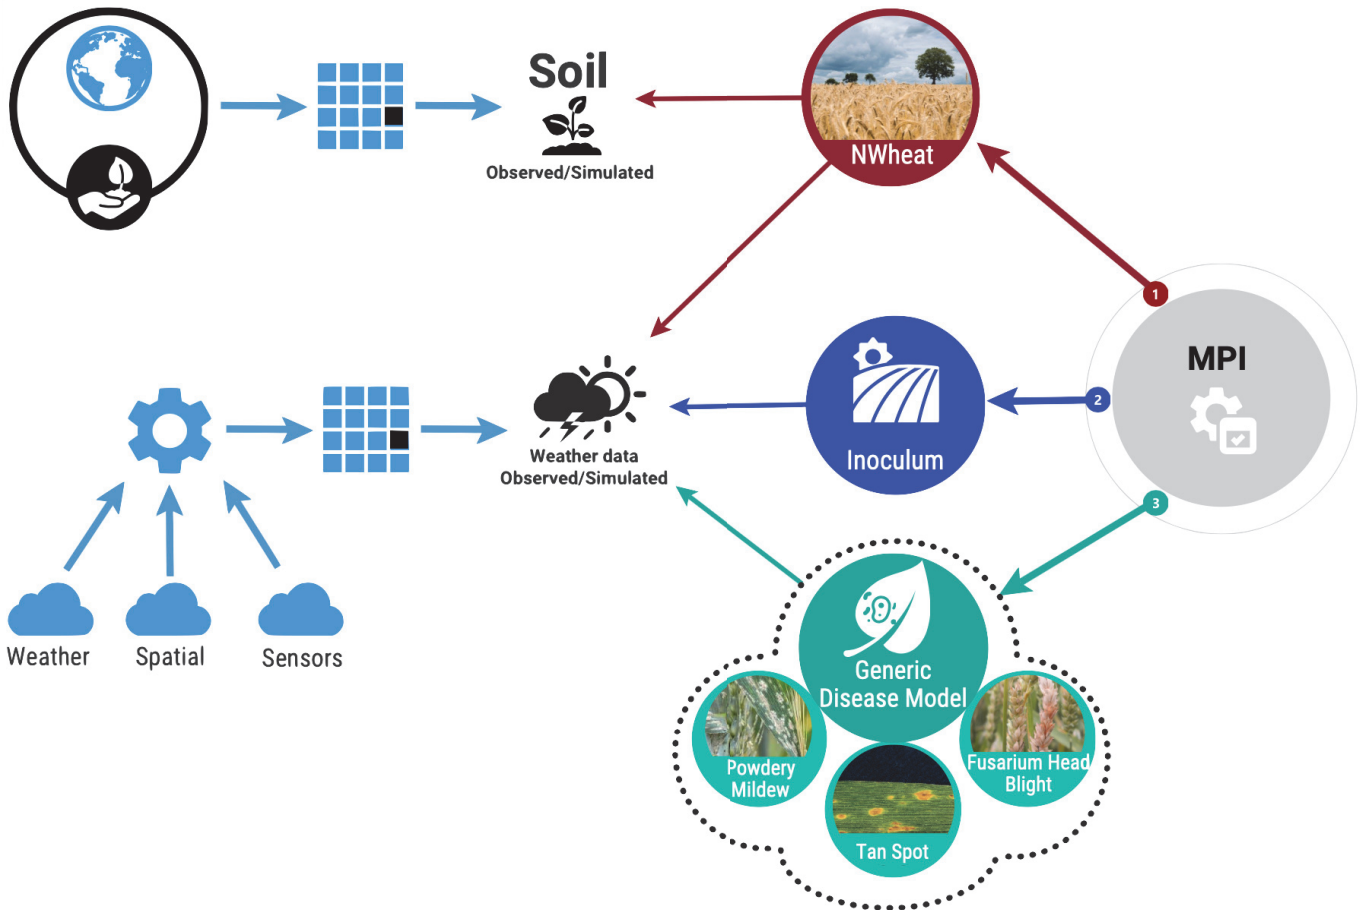 Soil
Observed/Simulated
NWheat
1
MPI
2
Inoculum
Weather data
Observed/Simulated
3
Weather
Spatial
Sensors
Generic
Disease Model
Powdery
Mildew
Fusarium Head
Blight
Tan Spot